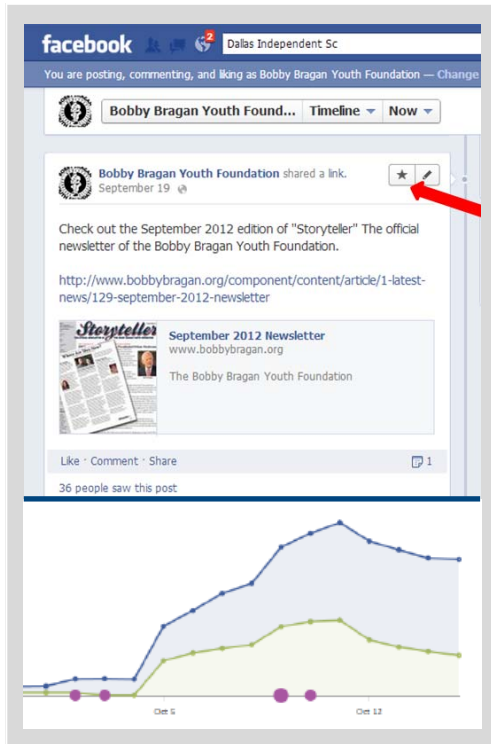 facebook 2 Dallas Independent Sc
You are posting, commenting, and liking as Bobby Bragan Youth Foundation — Change
Bobby Bragan Youth Found... Timeline Now
Bobby Bragan Youth Foundation shared a link.
September 19
Check out the September 2012 edition of "Storyteller" The official
newsletter of the Bobby Bragan Youth Foundation.
http://www.bobbybragan.org/component/content/article/1-latest-
news/129-september-2012-newsletter
Storyteller
September 2012 Newsletter
www.bobbybragan.org
The Bobby Bragan Youth Foundation
Like · Comment · Share 1
36 people saw this post
Oct 5 Oct 12